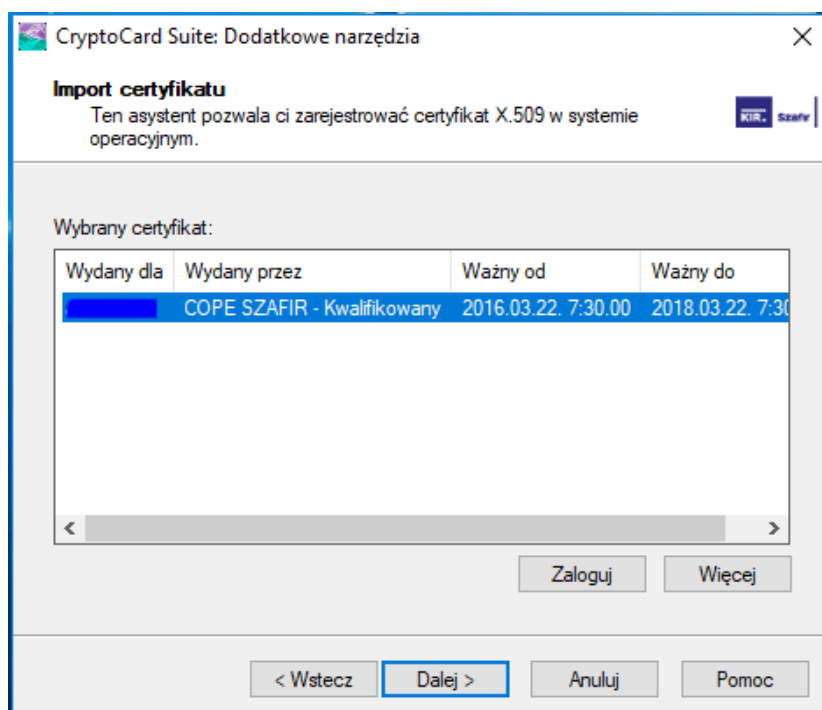 CryptoCard Suite: Dodatkowe narzędzia
Import certyfikatu
Ten asystent pozwala ci zarejestrować certyfikat X.509 w systemie
operacyjnym.
KIR. Szafir
Wybrany certyfikat:
Wydany dla Wydany przez Ważny od Ważny do
COPE SZAFIR - Kwalifikowany 2016.03.22. 7:30.00 2018.03.22. 7:30
Zaloguj Więcej
< Wstecz Dalej > Anuluj Pomoc